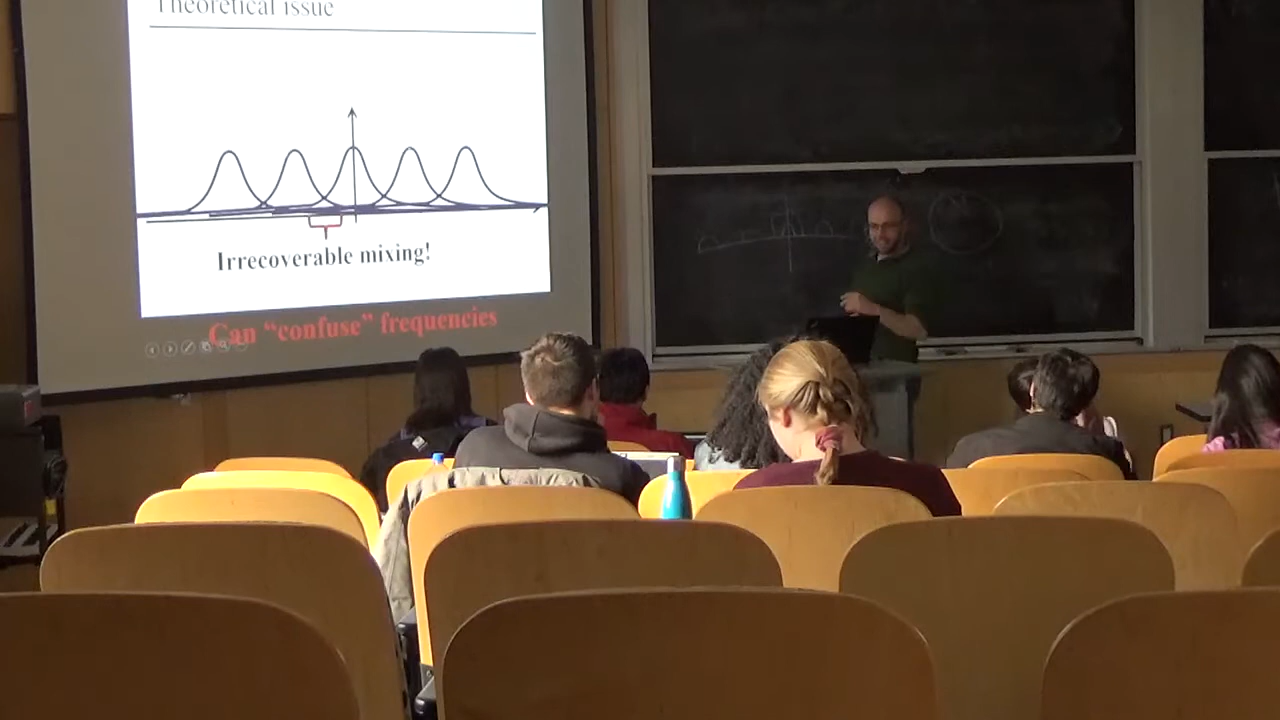 Theoretical issue
Irrecoverable mixing!
Can “confuse” frequencies